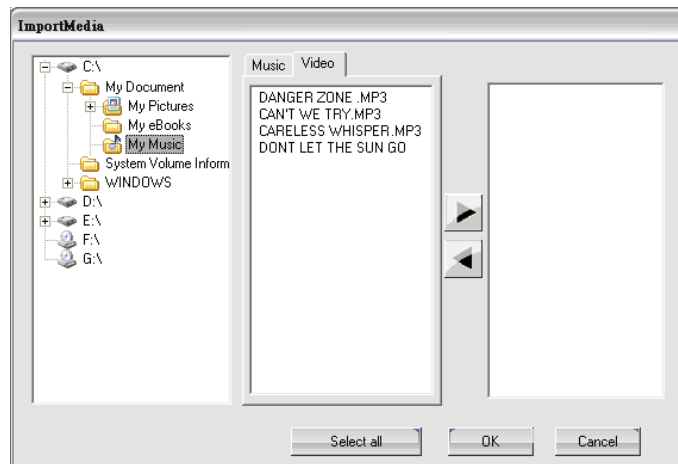 ImportMedia
C:\
My Document
My Pictures
My eBooks
My Music
System Volume Inform
WINDOWS
D:\
E:\
F:\
G:\
Music
Video
DANGER ZONE .MP3
CAN'T WE TRY.MP3
CARELESS WHISPER.MP3
DONT LET THE SUN GO
Select all
OK
Cancel